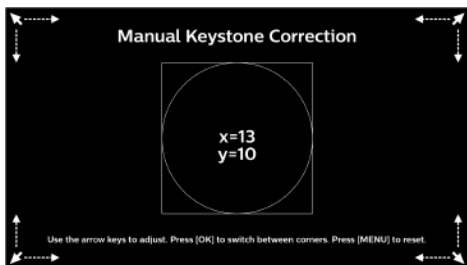 Manual Keystone Correction
x=13
y=10
Use the arrow keys to adjust. Press [OK] to switch between corners. Press [MENU] to reset.